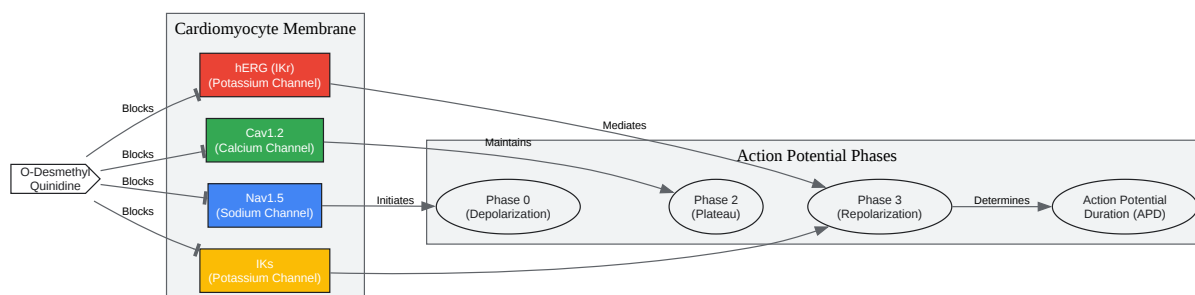 Cardiomyocyte Membrane
hERG (IKr)
(Potassium Channel)
Blocks
Mediates
Cav1.2
(Calcium Channel)
Maintains
Action Potential Phases
Blocks
O-Desmethyl
Quinidine
Blocks
Nav1.5
(Sodium Channel)
Initiates
Phase 0
(Depolarization)
Phase 2
(Plateau)
Phase 3
(Repolarization)
Determines
Action Potential
Duration (APD)
Blocks
IKs
(Potassium Channel)